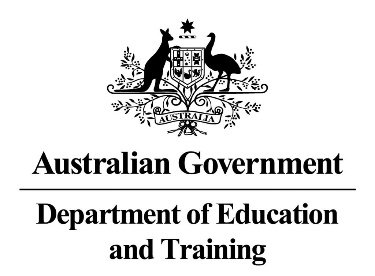 AUSTRALIA
Australian Government
Department of Education
and Training